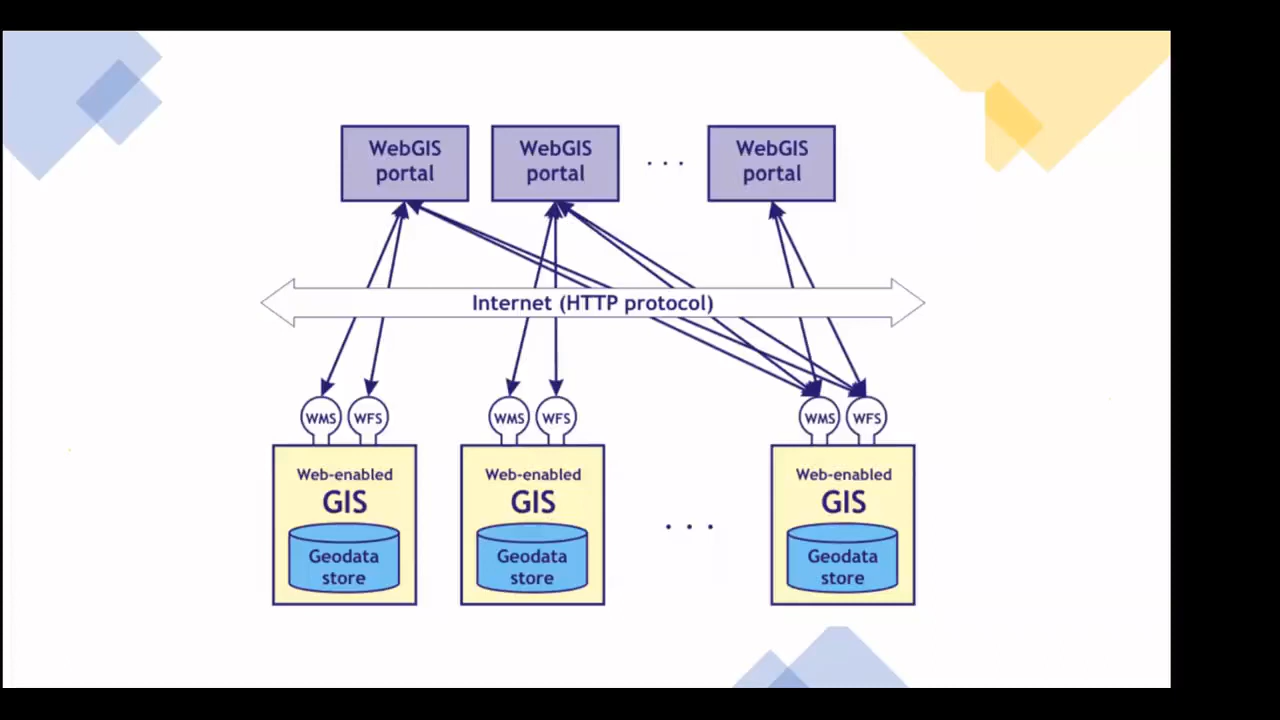 WebGIS
portal
WebGIS
portal
. . .
WebGIS
portal
Internet (HTTP protocol)
WMS
WFS
WMS
WFS
WMS
WFS
Web-enabled
GIS
Geodata
store
Web-enabled
GIS
Geodata
store
. . .
Web-enabled
GIS
Geodata
store